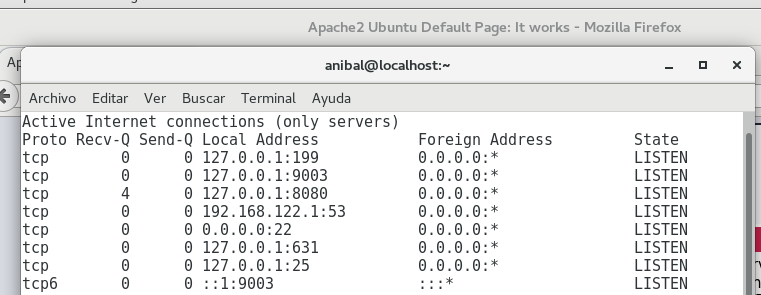 Apache2 Ubuntu Default Page: It works - Mozilla Firefox
Ap
anibal@localhost:~
Archivo Editar Ver Buscar Terminal Ayuda
Active Internet connections (only servers)
Proto Recv-Q Send-Q Local Address Foreign Address State
tcp 0 0 127.0.0.1:199 0.0.0.0:* LISTEN
tcp 0 0 127.0.0.1:9003 0.0.0.0:* LISTEN
tcp 4 0 127.0.0.1:8080 0.0.0.0:* LISTEN
tcp 0 0 192.168.122.1:53 0.0.0.0:* LISTEN
tcp 0 0 0.0.0.0:22 0.0.0.0:* LISTEN
tcp 0 0 127.0.0.1:631 0.0.0.0:* LISTEN
tcp 0 0 127.0.0.1:25 0.0.0.0:* LISTEN
tcp6 0 0 ::1:9003 :::* LISTEN